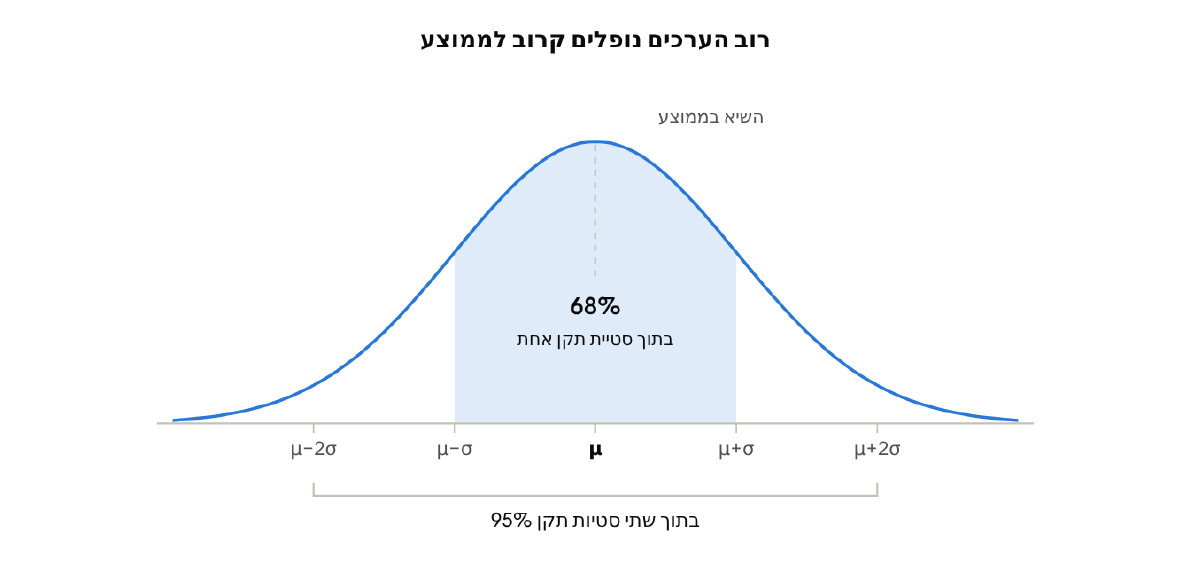 רוב הערכים נופלים קרוב לממוצע
השיא בממוצע
68%
בתוך סטיית תקן אחת
μ−2σ
μ−σ
μ
μ+σ
μ+2σ
95% בתוך שתי סטיות תקן